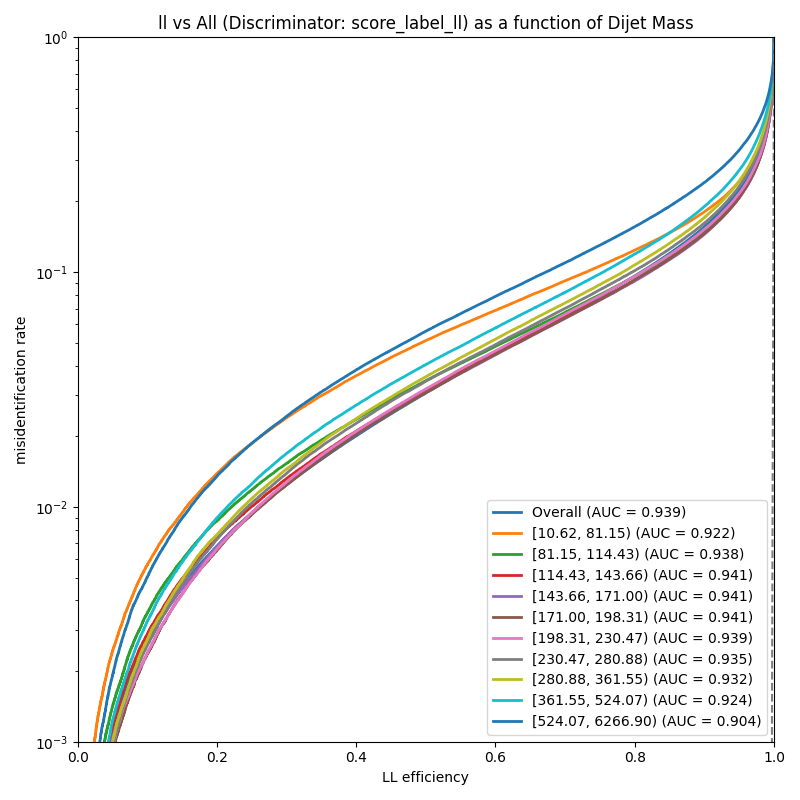 ll vs All (Discriminator: score_label_ll) as a function of Dijet Mass
misidentification rate
10⁰
10⁻¹
10⁻²
10⁻³
0.0 0.2 0.4 0.6 0.8 1.0
LL efficiency
Overall (AUC = 0.939)
[10.62, 81.15) (AUC = 0.922)
[81.15, 114.43) (AUC = 0.938)
[114.43, 143.66) (AUC = 0.941)
[143.66, 171.00) (AUC = 0.941)
[171.00, 198.31) (AUC = 0.941)
[198.31, 230.47) (AUC = 0.939)
[230.47, 280.88) (AUC = 0.935)
[280.88, 361.55) (AUC = 0.932)
[361.55, 524.07) (AUC = 0.924)
[524.07, 6266.90) (AUC = 0.904)